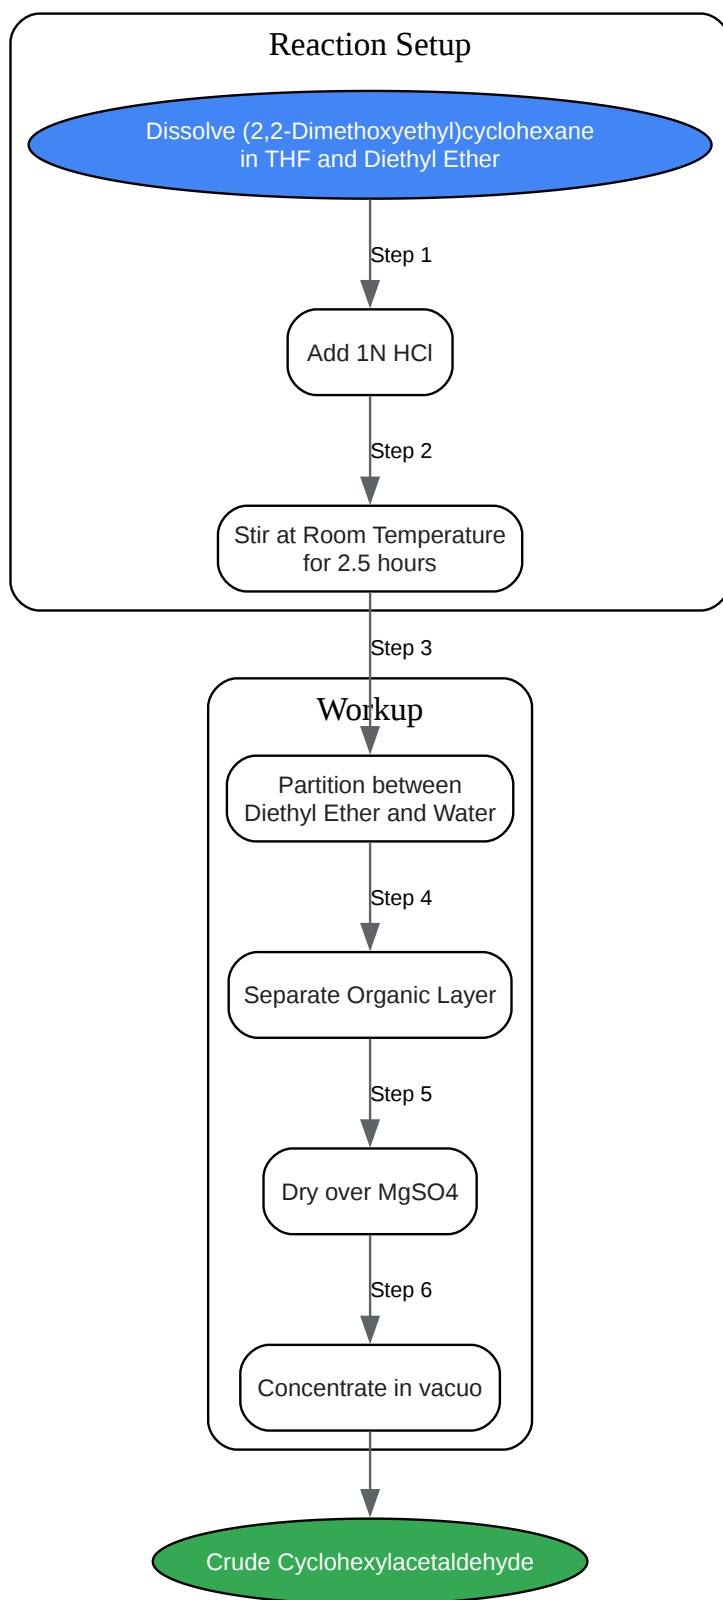 Reaction Setup
Dissolve (2,2-Dimethoxyethyl)cyclohexane
in THF and Diethyl Ether
Step 1
Add 1N HCl
Step 2
Stir at Room Temperature
for 2.5 hours
Step 3
Workup
Partition between
Diethyl Ether and Water
Step 4
Separate Organic Layer
Step 5
Dry over MgSO4
Step 6
Concentrate in vacuo
Crude Cyclohexylacetaldehyde